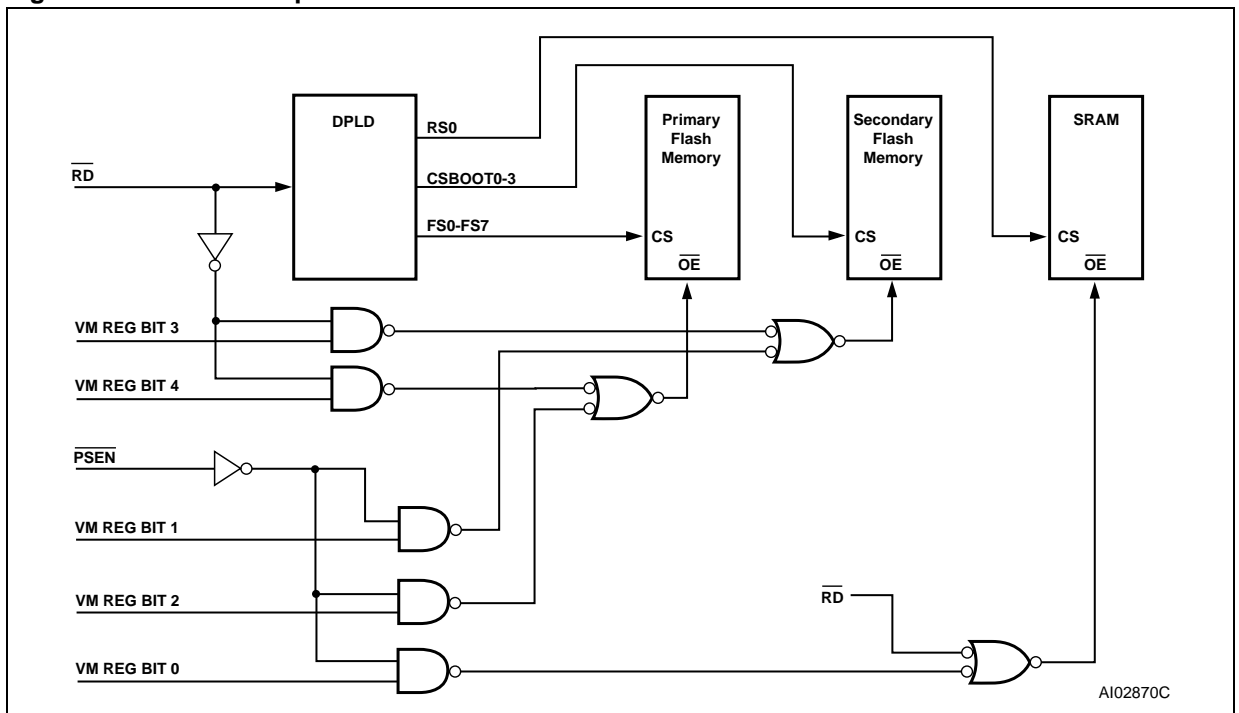 DPLD
RS0
CSBOOT0-3
FS0-FS7
Primary
Flash
Memory
CS
OE
Secondary
Flash
Memory
CS
OE
SRAM
CS
OE
RD
VM REG BIT 3
VM REG BIT 4
PSEN
VM REG BIT 1
VM REG BIT 2
VM REG BIT 0
RD
AI02870C